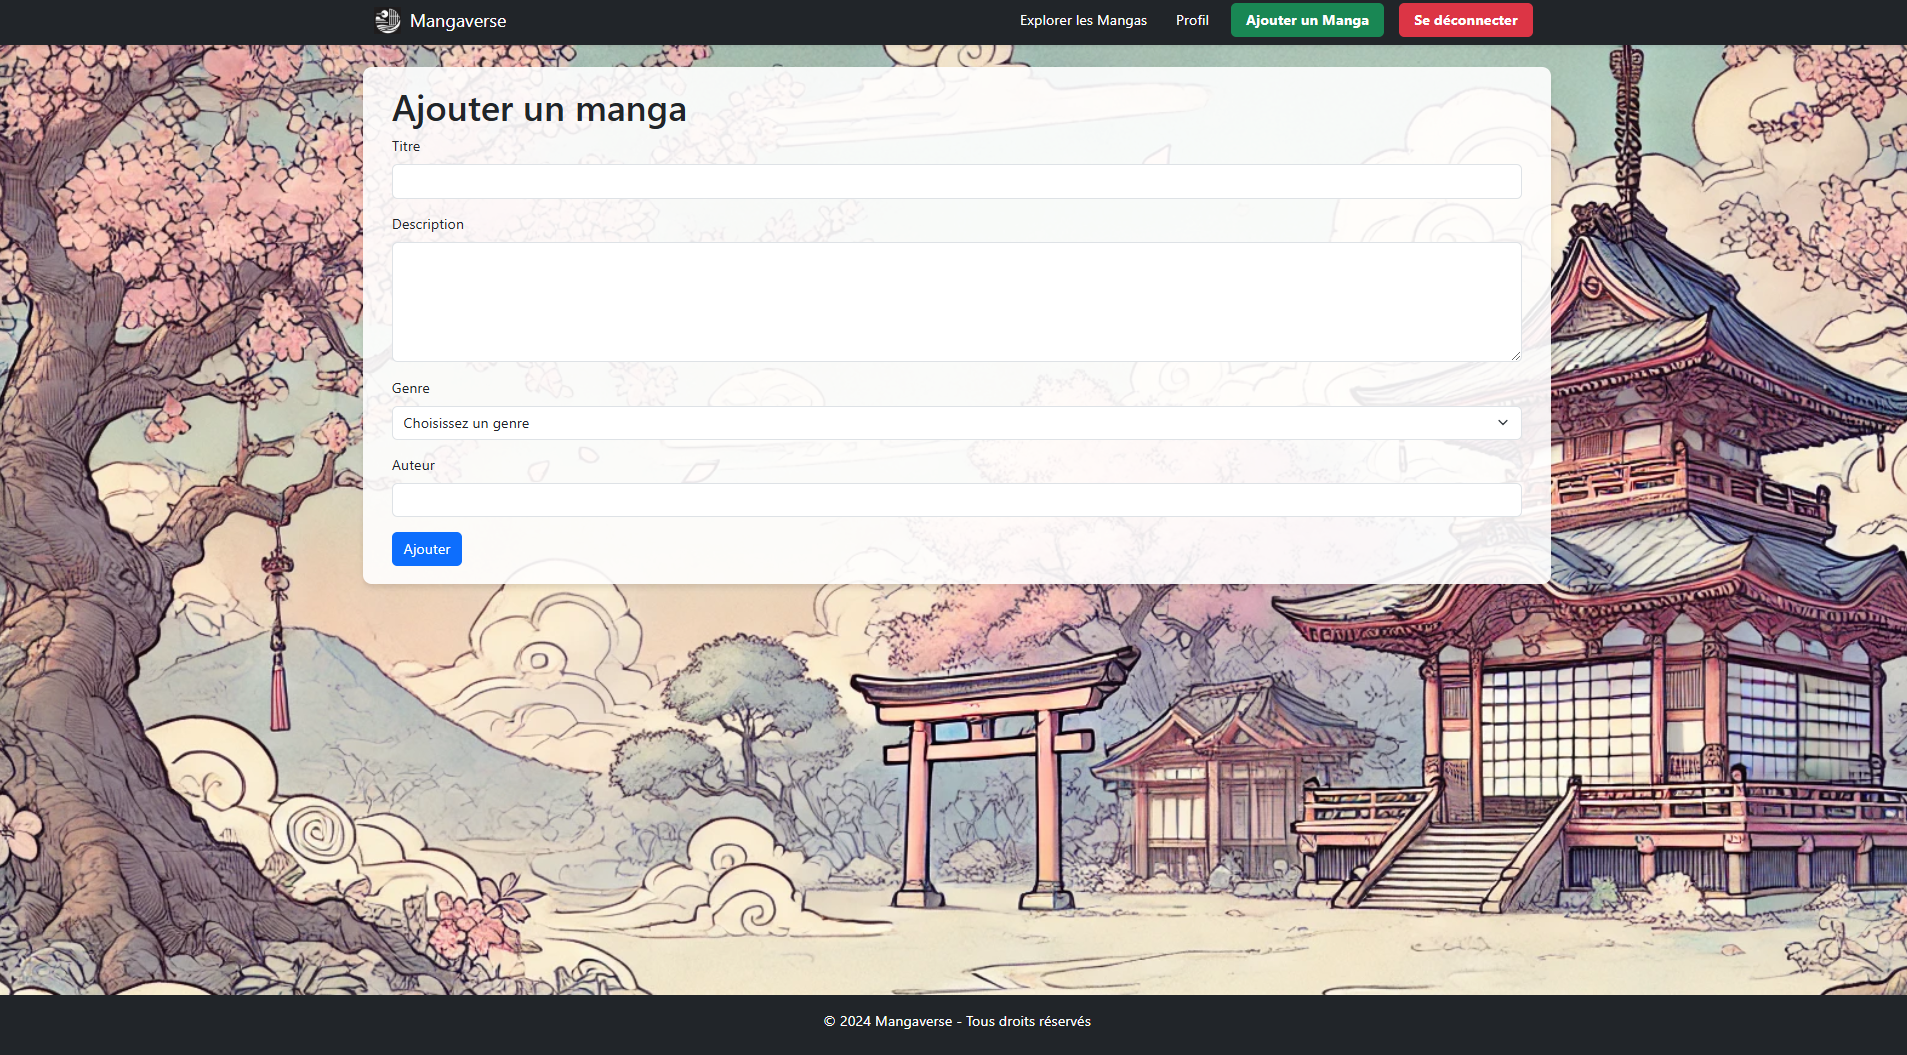 Mangaverse
Explorer les Mangas
Profil
Ajouter un Manga
Se déconnecter
Ajouter un manga
Titre
Description
Genre
Choisissez un genre
Auteur
Ajouter
© 2024 Mangaverse - Tous droits réservés